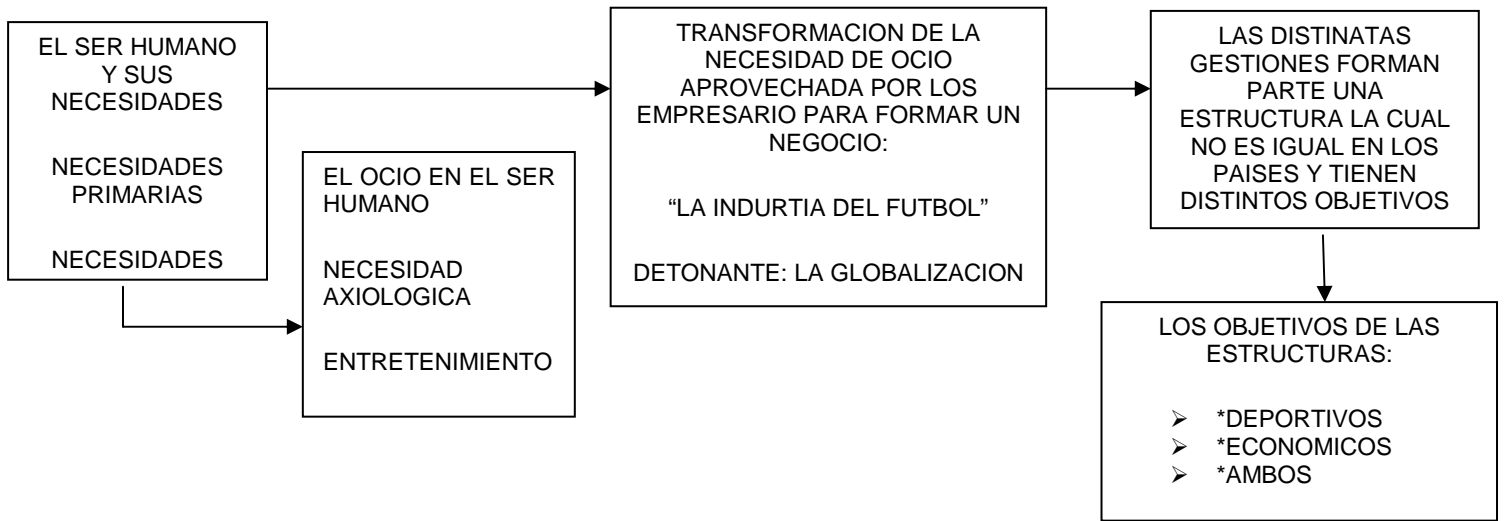 EL SER HUMANO
Y SUS
NECESIDADES
NECESIDADES
PRIMARIAS
NECESIDADES
EL OCIO EN EL SER
HUMANO
NECESIDAD
AXIOLOGICA
ENTRETENIMIENTO
TRANSFORMACION DE LA
NECESIDAD DE OCIO
APROVECHADA POR LOS
EMPRESARIO PARA FORMAR UN
NEGOCIO:
“LA INDURTIA DEL FUTBOL”
DETONANTE: LA GLOBALIZACION
LAS DISTINATAS
GESTIONES FORMAN
PARTE UNA
ESTRUCTURA LA CUAL
NO ES IGUAL EN LOS
PAISES Y TIENEN
DISTINTOS OBJETIVOS
LOS OBJETIVOS DE LAS
ESTRUCTURAS:
➢ *DEPORTIVOS
➢ *ECONOMICOS
➢ *AMBOS